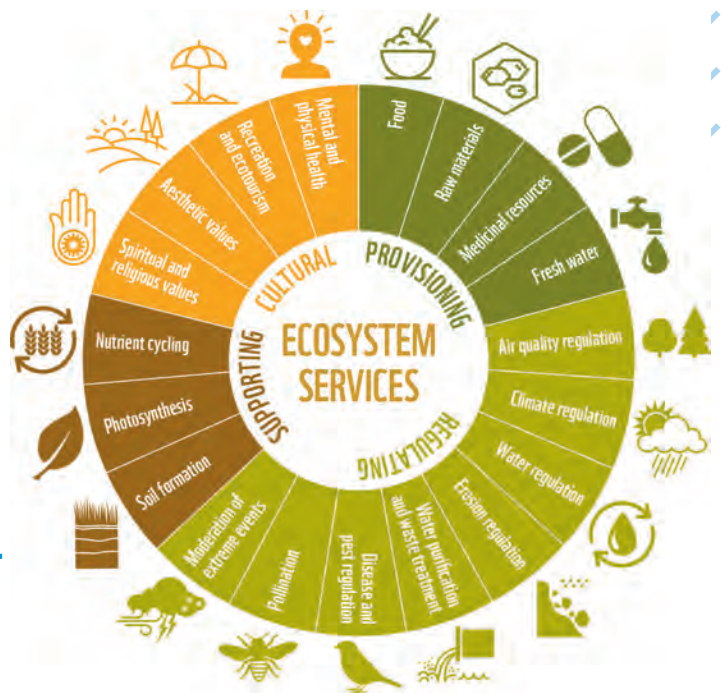 ECOSYSTEM
SERVICES
PROVISIONING
Food
Raw materials
Medicinal resources
Fresh water
REGULATING
Air quality regulation
Climate regulation
Water regulation
Erosion regulation
Water purification
and waste treatment
Disease and
pest regulation
Pollination
Moderation of
extreme events
SUPPORTING
Soil formation
Photosynthesis
Nutrient cycling
CULTURAL
Spiritual and
religious values
Aesthetic values
Recreation
and ecotourism
Mental and
physical health